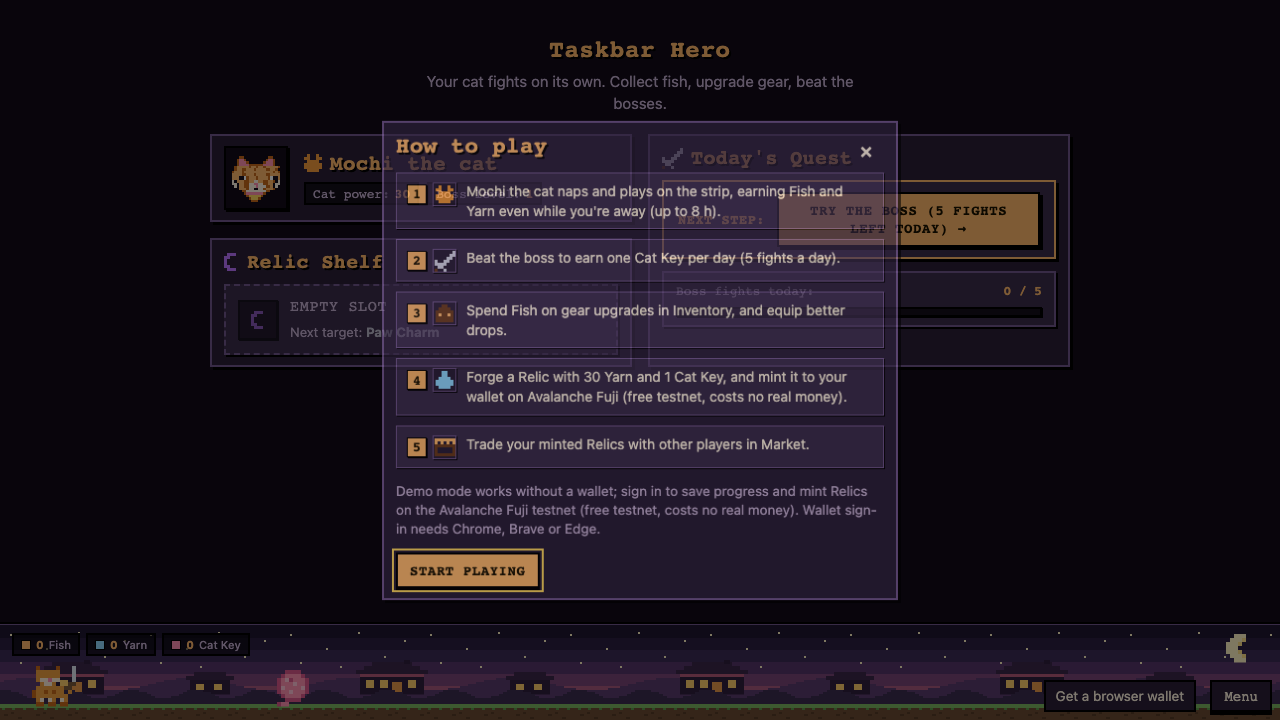 Taskbar Hero
Your cat fights on its own. Collect fish, upgrade gear, beat the
bosses.
How to play
Mochi the cat
Cat power: 30
Today's Quest
1
Mochi the cat naps and plays on the strip, earning Fish and
Yarn even while you're away (up to 8 h).
NEXT STEP:
TRY THE BOSS (5 FIGHTS
LEFT TODAY) →
2
Beat the boss to earn one Cat Key per day (5 fights a day).
Relic Shelf
Boss fights today:
0 / 5
3
Spend Fish on gear upgrades in Inventory, and equip better
drops.
EMPTY SLOT
Next target: Paw Charm
4
Forge a Relic with 30 Yarn and 1 Cat Key, and mint it to your
wallet on Avalanche Fuji (free testnet, costs no real money).
5
Trade your minted Relics with other players in Market.
Demo mode works without a wallet; sign in to save progress and mint Relics
on the Avalanche Fuji testnet (free testnet, costs no real money). Wallet sign-
in needs Chrome, Brave or Edge.
START PLAYING
0 Fish
0 Yarn
0 Cat Key
Get a browser wallet
Menu